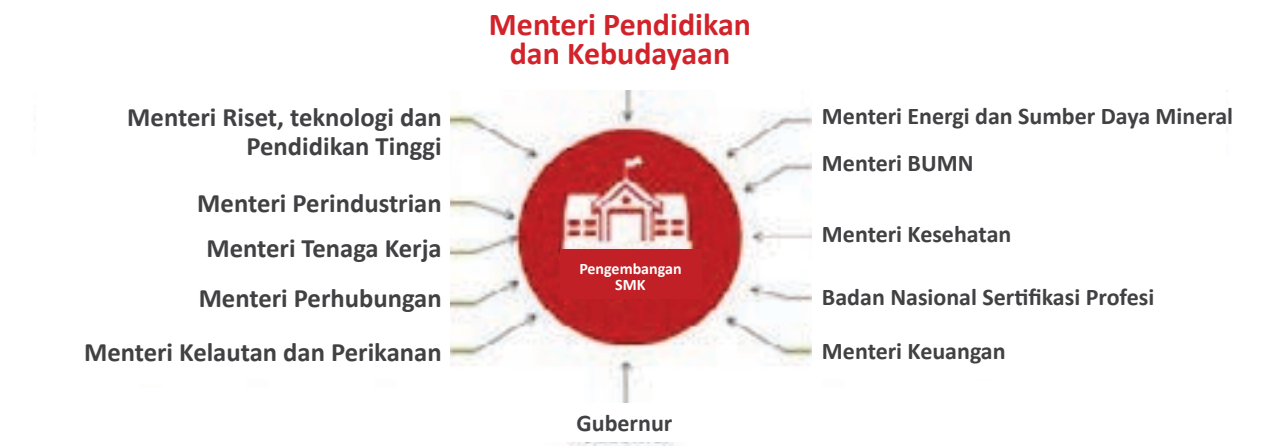 Menteri Pendidikan
dan Kebudayaan
Menteri Riset, teknologi dan
Pendidikan Tinggi
Menteri Perindustrian
Menteri Tenaga Kerja
Menteri Perhubungan
Menteri Kelautan dan Perikanan
Pengembangan
SMK
Menteri Energi dan Sumber Daya Mineral
Menteri BUMN
Menteri Kesehatan
Badan Nasional Sertifikasi Profesi
Menteri Keuangan
Gubernur